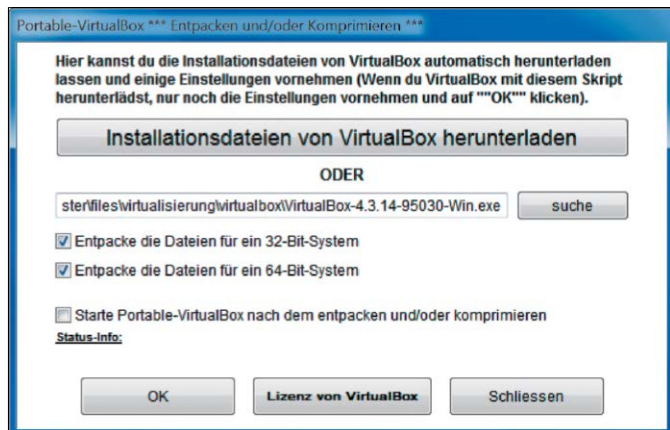 Portable-VirtualBox *** Entpacken und/oder Komprimieren ***
Hier kannst du die Installationsdateien von VirtualBox automatisch herunterladen
lassen und einige Einstellungen vornehmen (Wenn du VirtualBox mit diesem Skript
herunterlädst, nur noch die Einstellungen vornehmen und auf ""OK"" klicken).
Installationsdateien von VirtualBox herunterladen
ODER
ster\files\virtualisierung\virtualbox\VirtualBox-4.3.14-95030-Win.exe suche
Entpacke die Dateien für ein 32-Bit-System
Entpacke die Dateien für ein 64-Bit-System
Starte Portable-VirtualBox nach dem entpacken und/oder komprimieren
Status-Info:
OK Lizenz von VirtualBox Schliessen